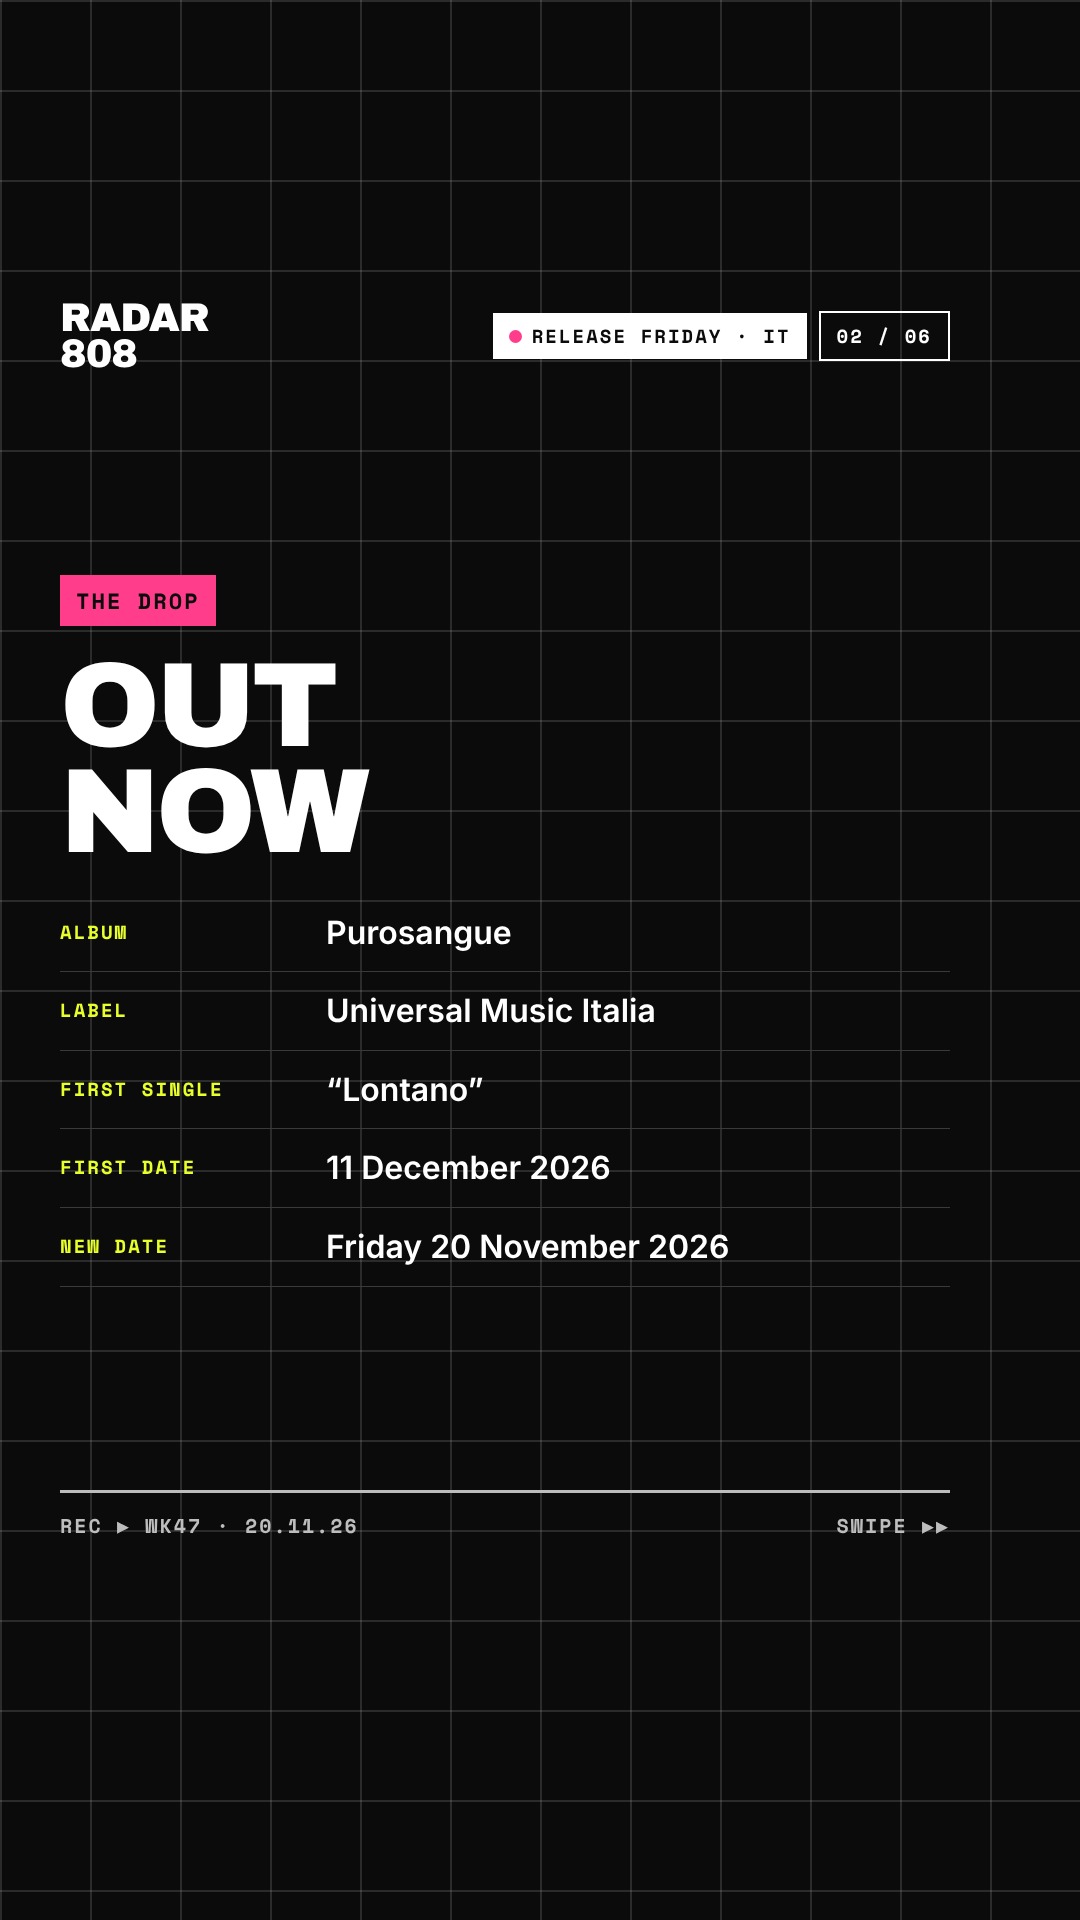 RADAR
808
RELEASE FRIDAY · IT
02 / 06
THE DROP
OUT
NOW
ALBUM Purosangue
LABEL Universal Music Italia
FIRST SINGLE “Lontano”
FIRST DATE 11 December 2026
NEW DATE Friday 20 November 2026
REC ▶ WK47 · 20.11.26
SWIPE ▶▶